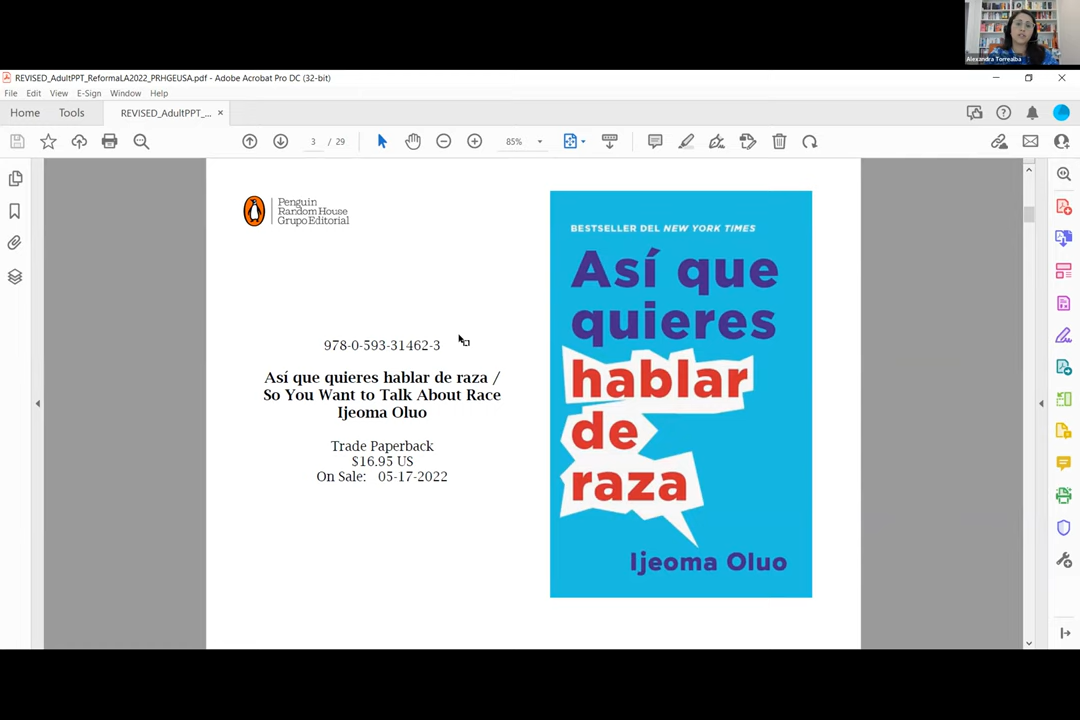 Alexandra Torrealba
REVISED_AdultPPT_ReformaLA2022_PRHGEUSA.pdf - Adobe Acrobat Pro DC (32-bit)
File Edit View E-Sign Window Help
Home Tools REVISED_AdultPPT_... ×
3 / 29 85%
Penguin
Random House
Grupo Editorial
978-0-593-31462-3
Así que quieres hablar de raza /
So You Want to Talk About Race
Ijeoma Oluo
Trade Paperback
$16.95 US
On Sale: 05-17-2022
BESTSELLER DEL NEW YORK TIMES
Así que
quieres
hablar
de
raza
Ijeoma Oluo